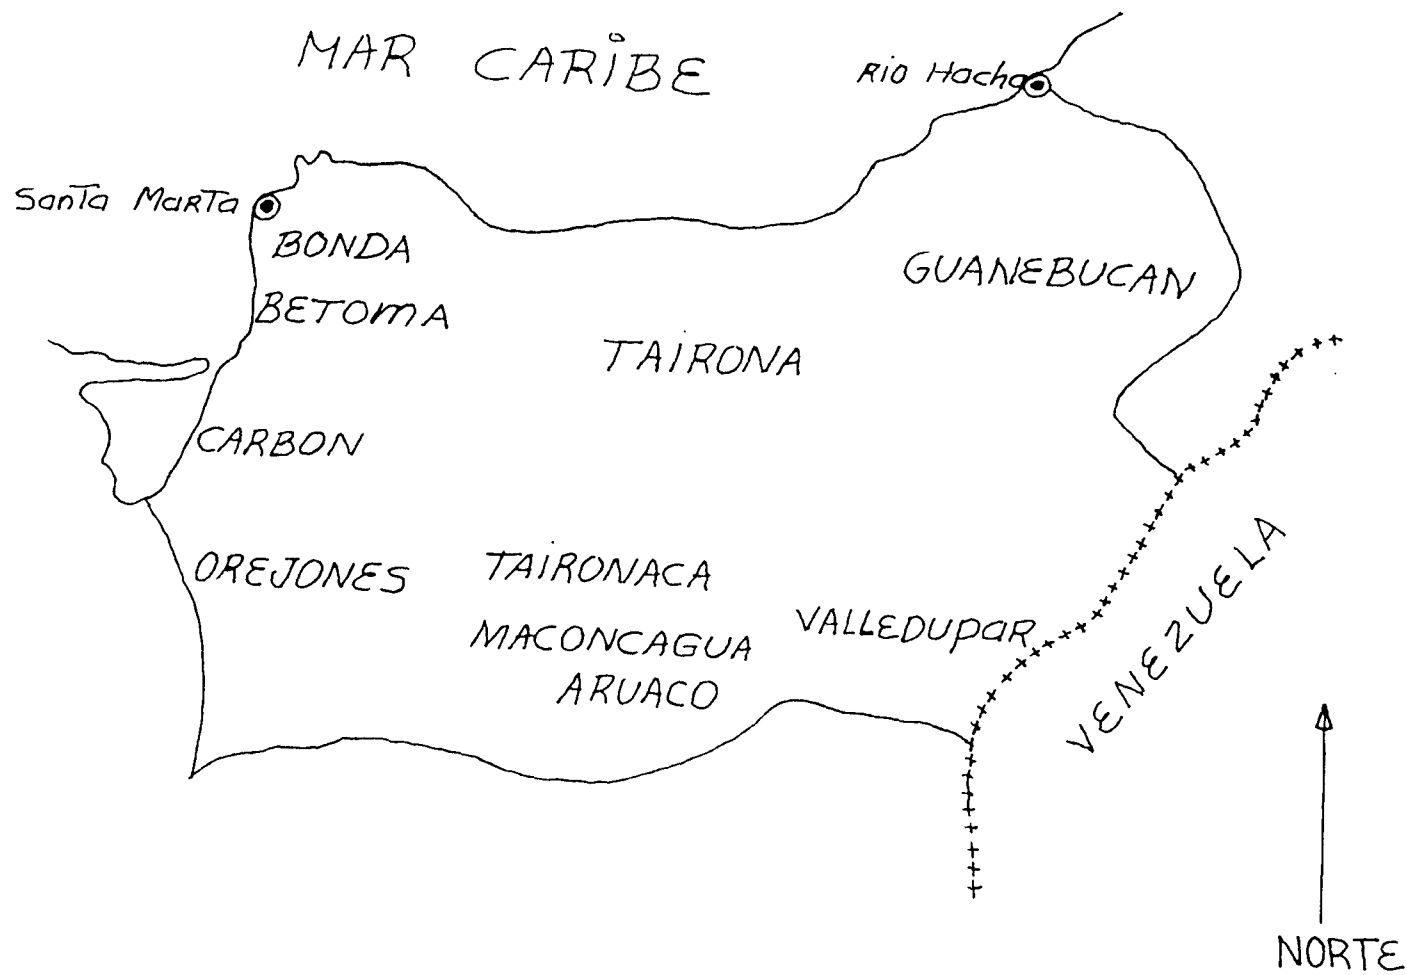 MAR CARIBE
Rio Hacha
Santa Marta
BONDA
GUANEBUCAN
BETOMA
TAIRONA
CARBON
OREJONES
TAIRONACA
VALLEDUPAR
MACONCAGUA
ARUACO
VENEZUELA
NORTE